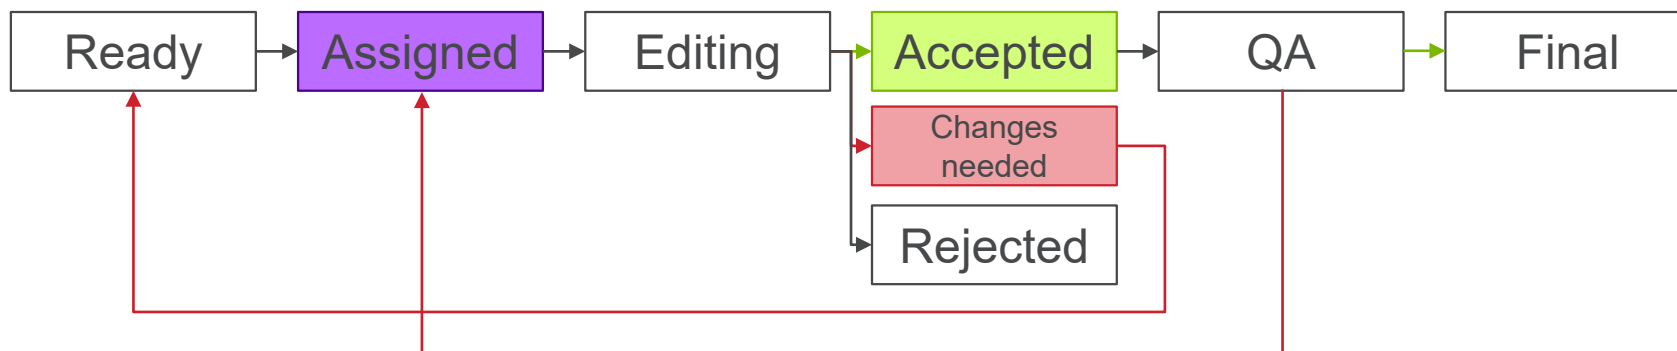 Ready
Assigned
Editing
Accepted
QA
Final
Changes
needed
Rejected